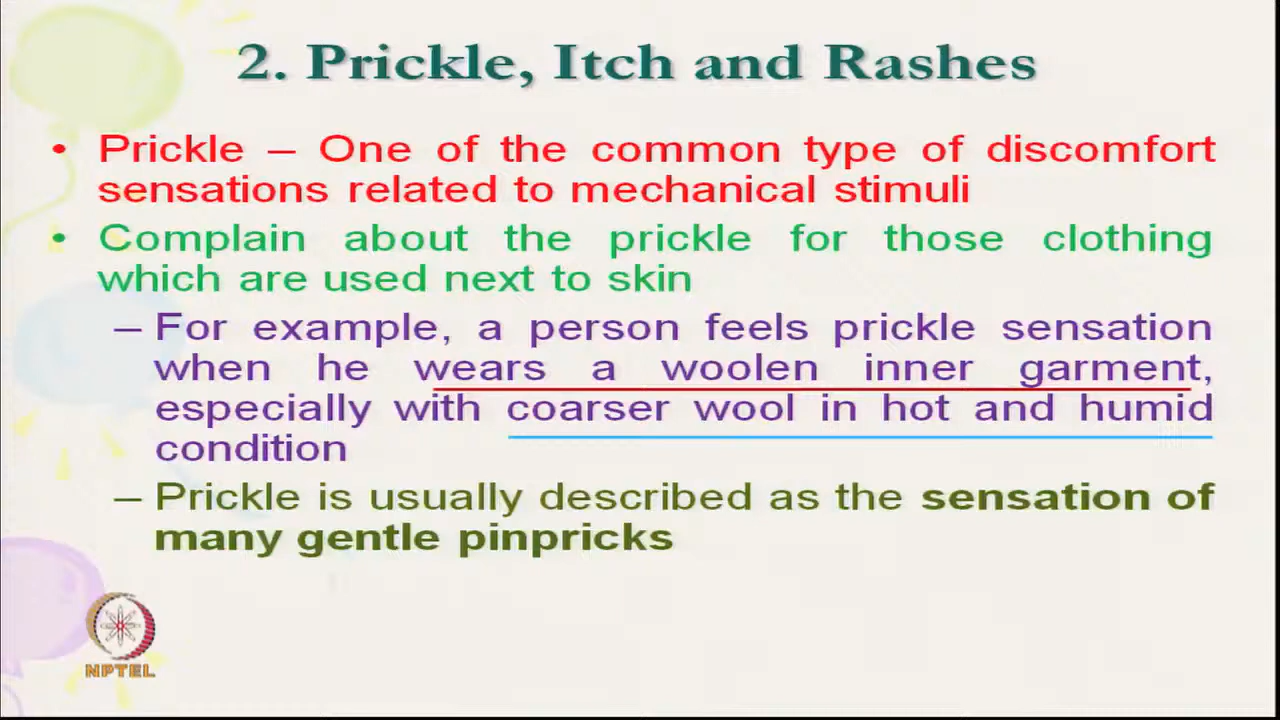 2. Prickle, Itch and Rashes
• Prickle – One of the common type of discomfort
sensations related to mechanical stimuli
• Complain about the prickle for those clothing
which are used next to skin
– For example, a person feels prickle sensation
when he wears a woolen inner garment,
especially with coarser wool in hot and humid
condition
– Prickle is usually described as the sensation of
many gentle pinpricks
NPTEL